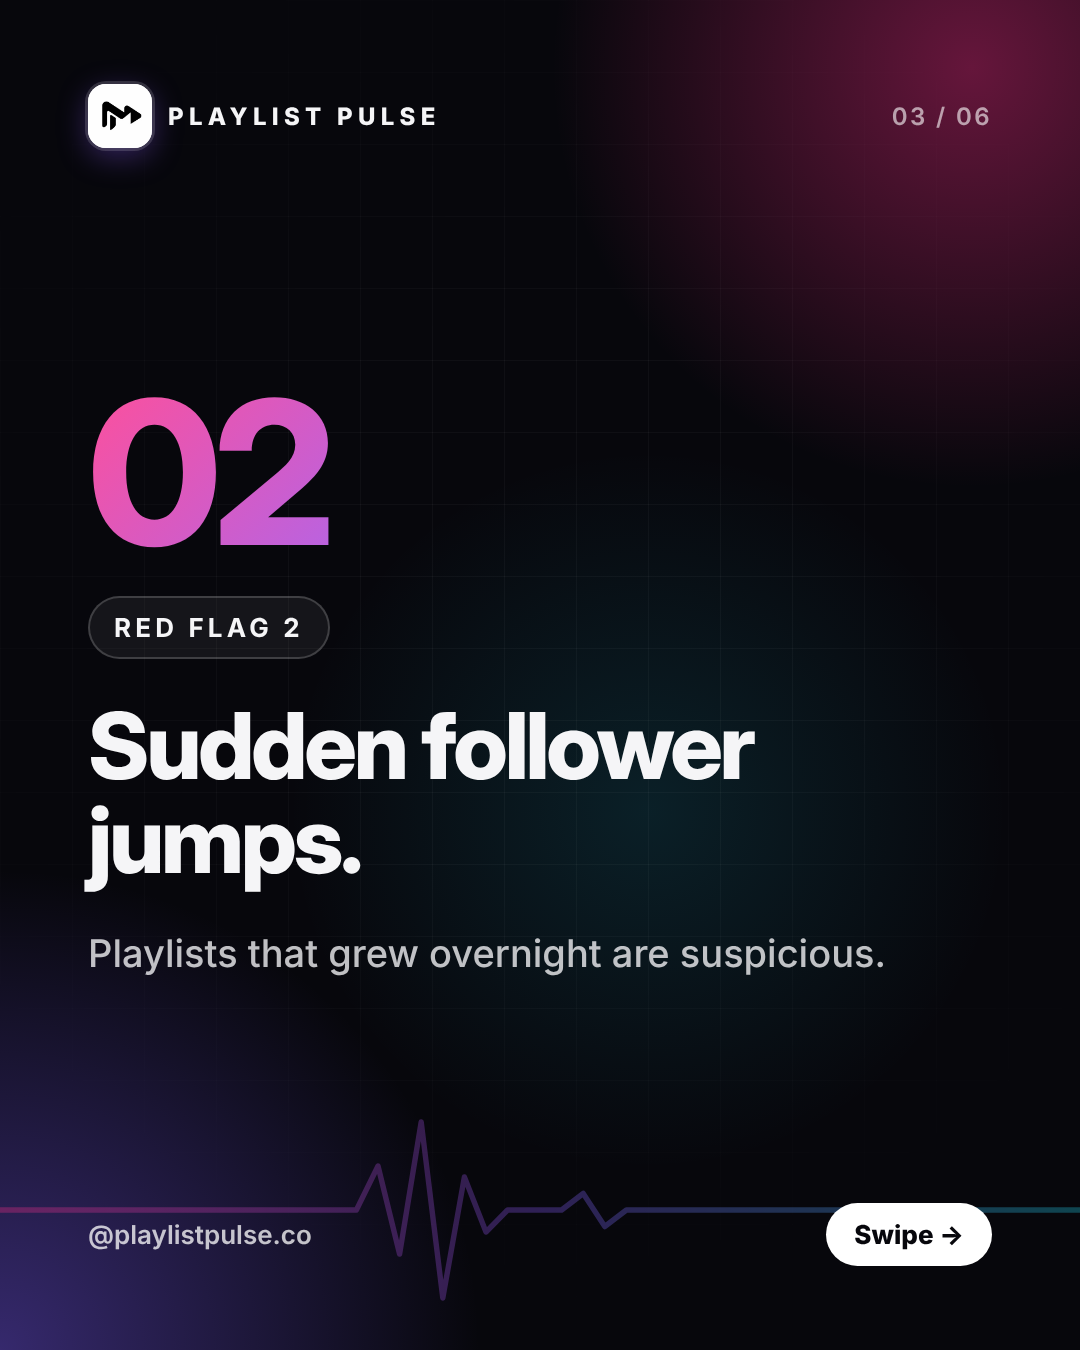 PLAYLIST PULSE
03 / 06
02
RED FLAG 2
Sudden follower
jumps.
Playlists that grew overnight are suspicious.
@playlistpulse.co
Swipe →